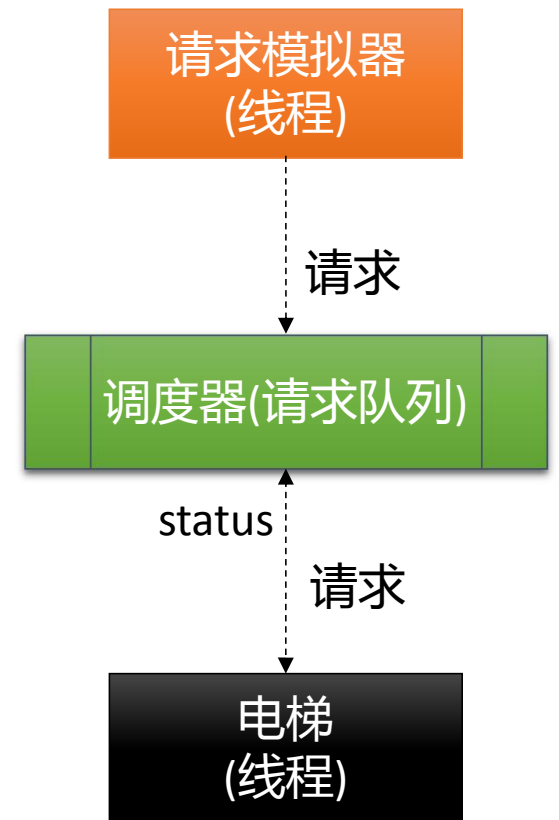 请求模拟器
(线程)
请求
调度器(请求队列)
status
请求
电梯
(线程)